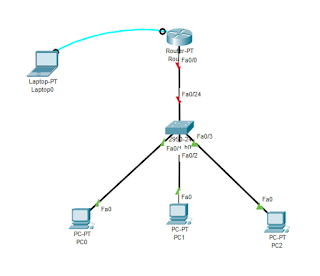 Router-PT
Rou
Fa0/0
Laptop-PT
Laptop0
Fa0/24
Fa0/3
Fa0/2
Fa0
Fa0
Fa0
PC-PT
PC0
PC-PT
PC1
PC-PT
PC2